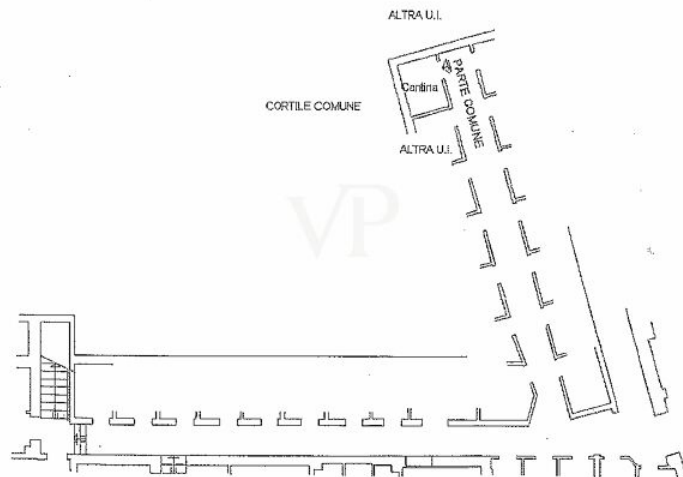 ALTRA U.I.
Cantina
PARTE COMUNE
CORTILE COMUNE
ALTRA U.I.
VP